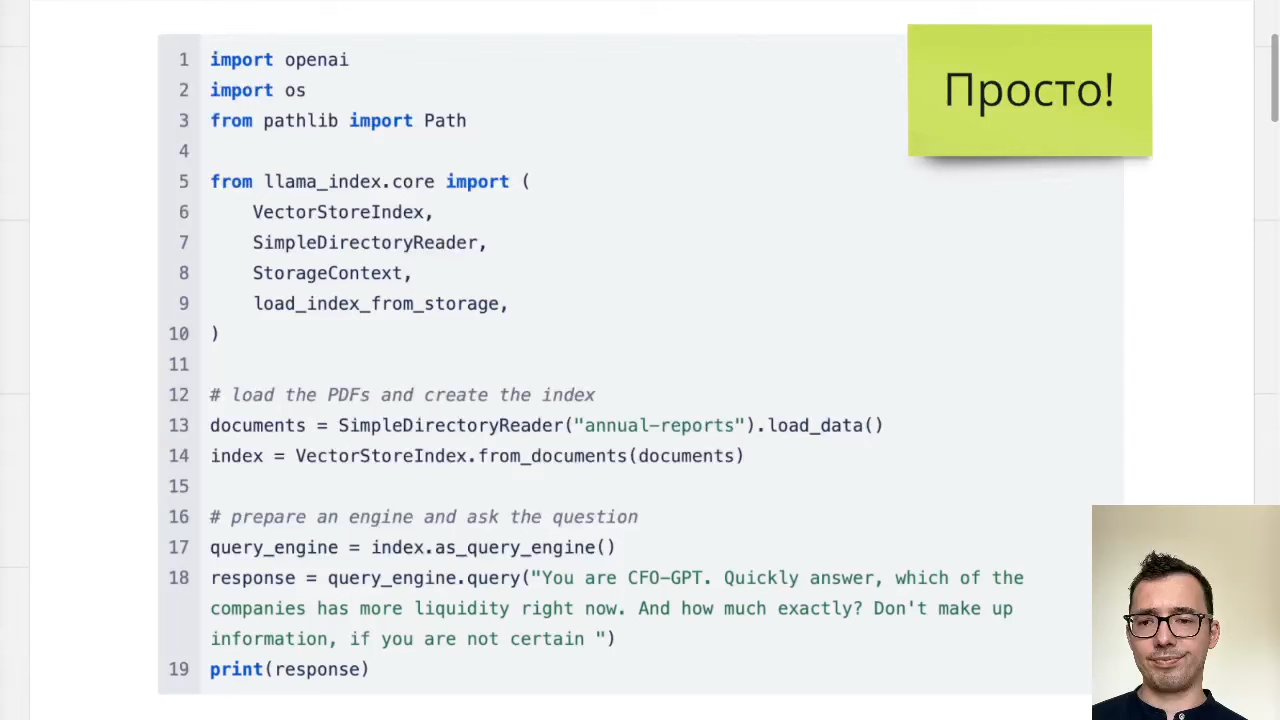 Просто!
1 import openai
2 import os
3 from pathlib import Path
4
5 from llama_index.core import (
6     VectorStoreIndex,
7     SimpleDirectoryReader,
8     StorageContext,
9     load_index_from_storage,
10 )
11
12 # load the PDFs and create the index
13 documents = SimpleDirectoryReader("annual-reports").load_data()
14 index = VectorStoreIndex.from_documents(documents)
15
16 # prepare an engine and ask the question
17 query_engine = index.as_query_engine()
18 response = query_engine.query("You are CFO-GPT. Quickly answer, which of the
companies has more liquidity right now. And how much exactly? Don't make up
information, if you are not certain ")
19 print(response)